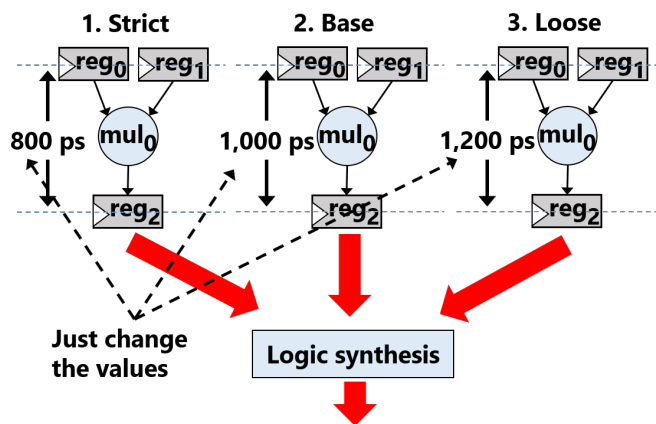 1. Strict
2. Base
3. Loose
reg0
reg1
reg0
reg1
reg0
reg1
800 ps
mul0
1,000 ps
mul0
1,200 ps
mul0
reg2
reg2
reg2
Just change
the values
Logic synthesis